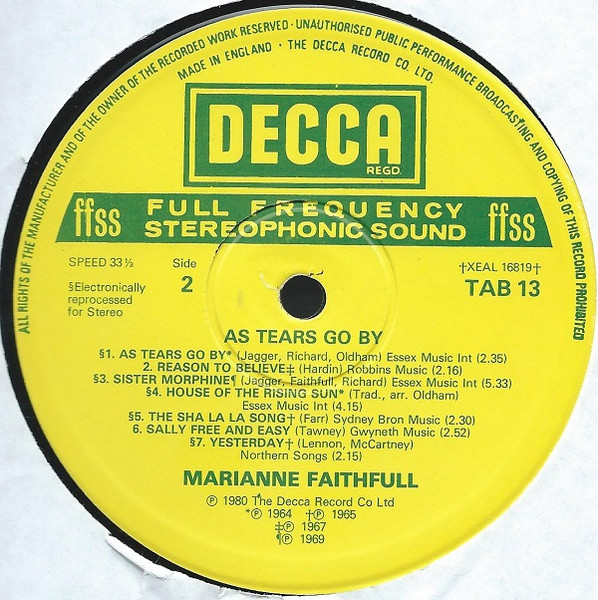 ALL RIGHTS OF THE MANUFACTURER AND OF THE OWNER OF THE RECORDED WORK RESERVED · UNAUTHORISED PUBLIC PERFORMANCE BROADCASTING AND COPYING OF THIS RECORD PROHIBITED
MADE IN ENGLAND · THE DECCA RECORD CO. LTD.
DECCA
REGD.
ffss FULL FREQUENCY STEREOPHONIC SOUND ffss
SPEED 33⅓ Side 2 †XEAL 16819†
TAB 13
§Electronically
reprocessed
for Stereo
AS TEARS GO BY
§1. AS TEARS GO BY* (Jagger, Richard, Oldham) Essex Music Int (2.35)
2. REASON TO BELIEVE‡ (Hardin) Robbins Music (2.16)
§3. SISTER MORPHINE¶ (Jagger, Faithfull, Richard) Essex Music Int (5.33)
§4. HOUSE OF THE RISING SUN* (Trad., arr. Oldham)
Essex Music Int (4.15)
§5. THE SHA LA LA SONG† (Farr) Sydney Bron Music (2.30)
6. SALLY FREE AND EASY (Tawney) Gwyneth Music (2.52)
§7. YESTERDAY† (Lennon, McCartney)
Northern Songs (2.15)
MARIANNE FAITHFULL
℗ 1980 The Decca Record Co Ltd
*℗ 1964 †℗ 1965
‡℗ 1967
¶℗ 1969